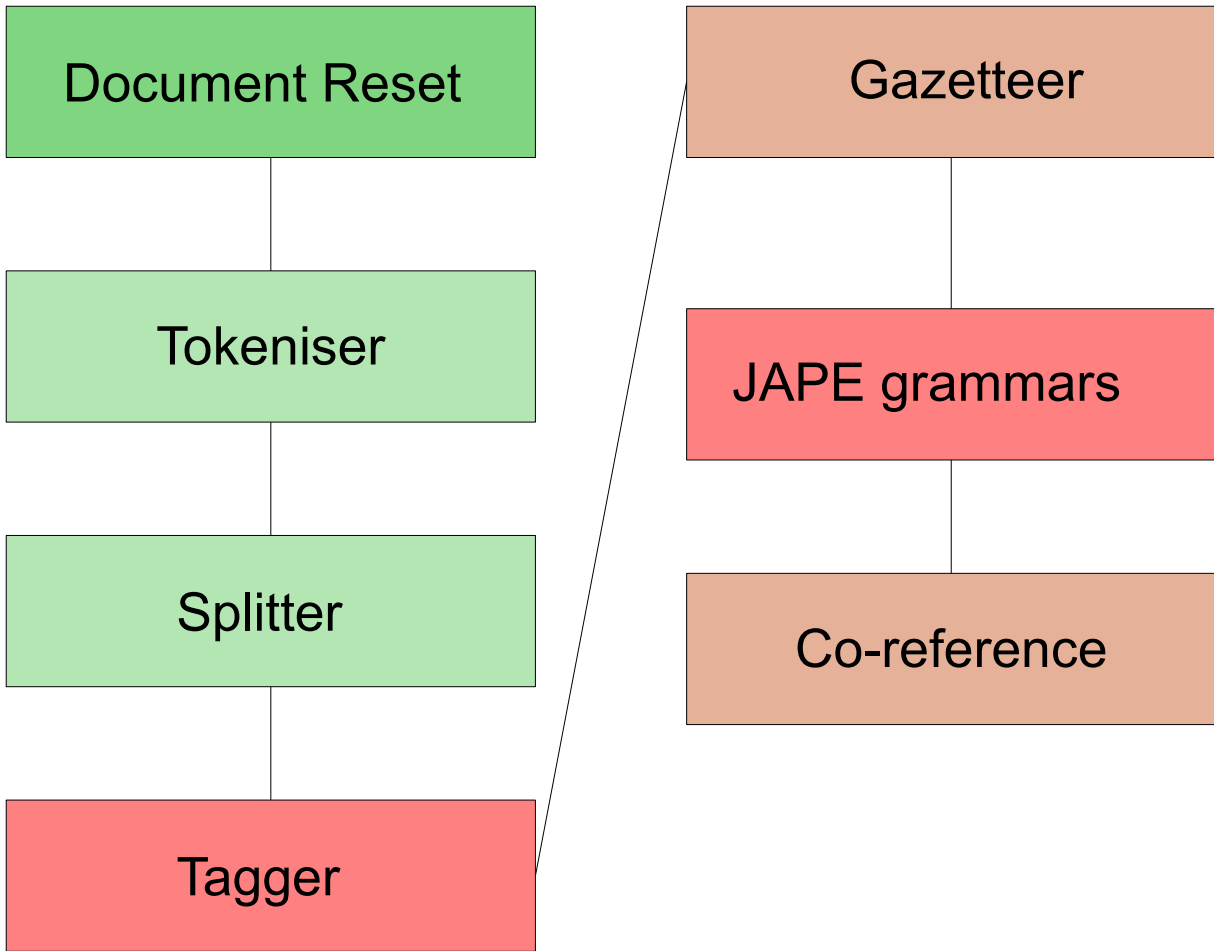 Document Reset
Tokeniser
Splitter
Tagger
Gazetteer
JAPE grammars
Co-reference